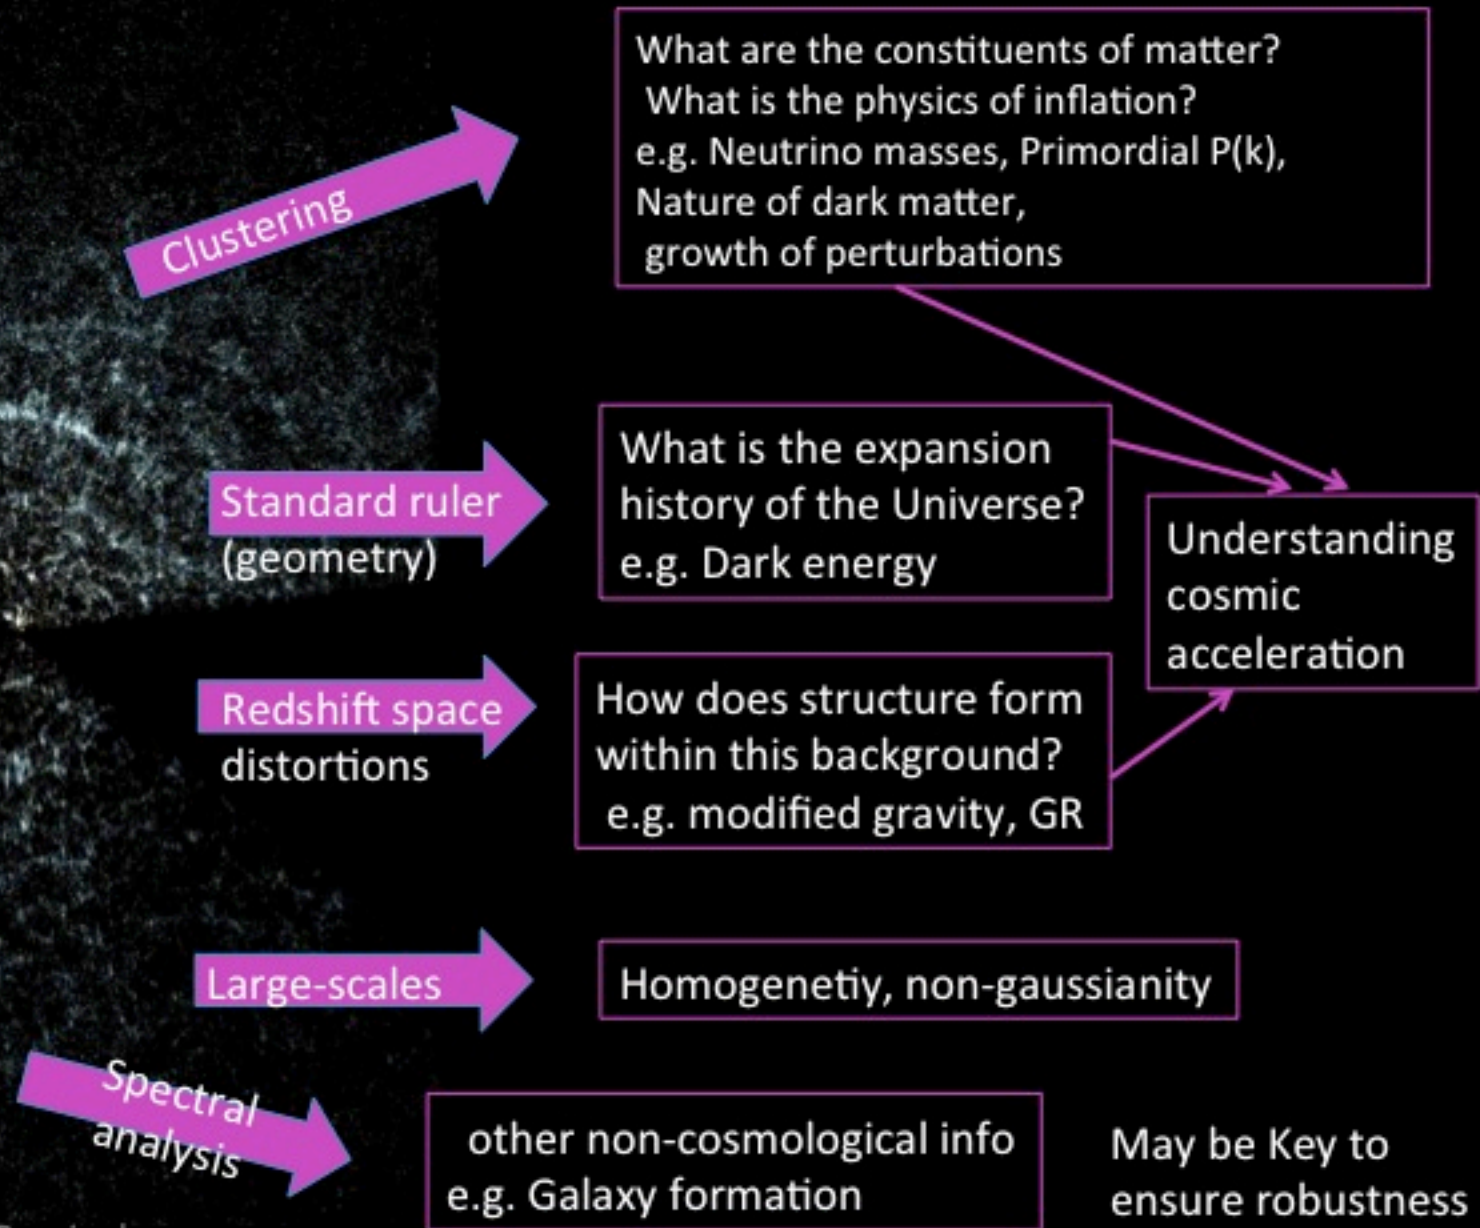 What are the constituents of matter?
What is the physics of inflation?
e.g. Neutrino masses, Primordial P(k),
Nature of dark matter,
growth of perturbations
Clustering
What is the expansion
history of the Universe?
e.g. Dark energy
Standard ruler
(geometry)
Understanding
cosmic
acceleration
How does structure form
within this background?
e.g. modified gravity, GR
Redshift space
distortions
Large-scales
Homogenetiy, non-gaussianity
Spectral
analysis
other non-cosmological info
e.g. Galaxy formation
May be Key to
ensure robustness